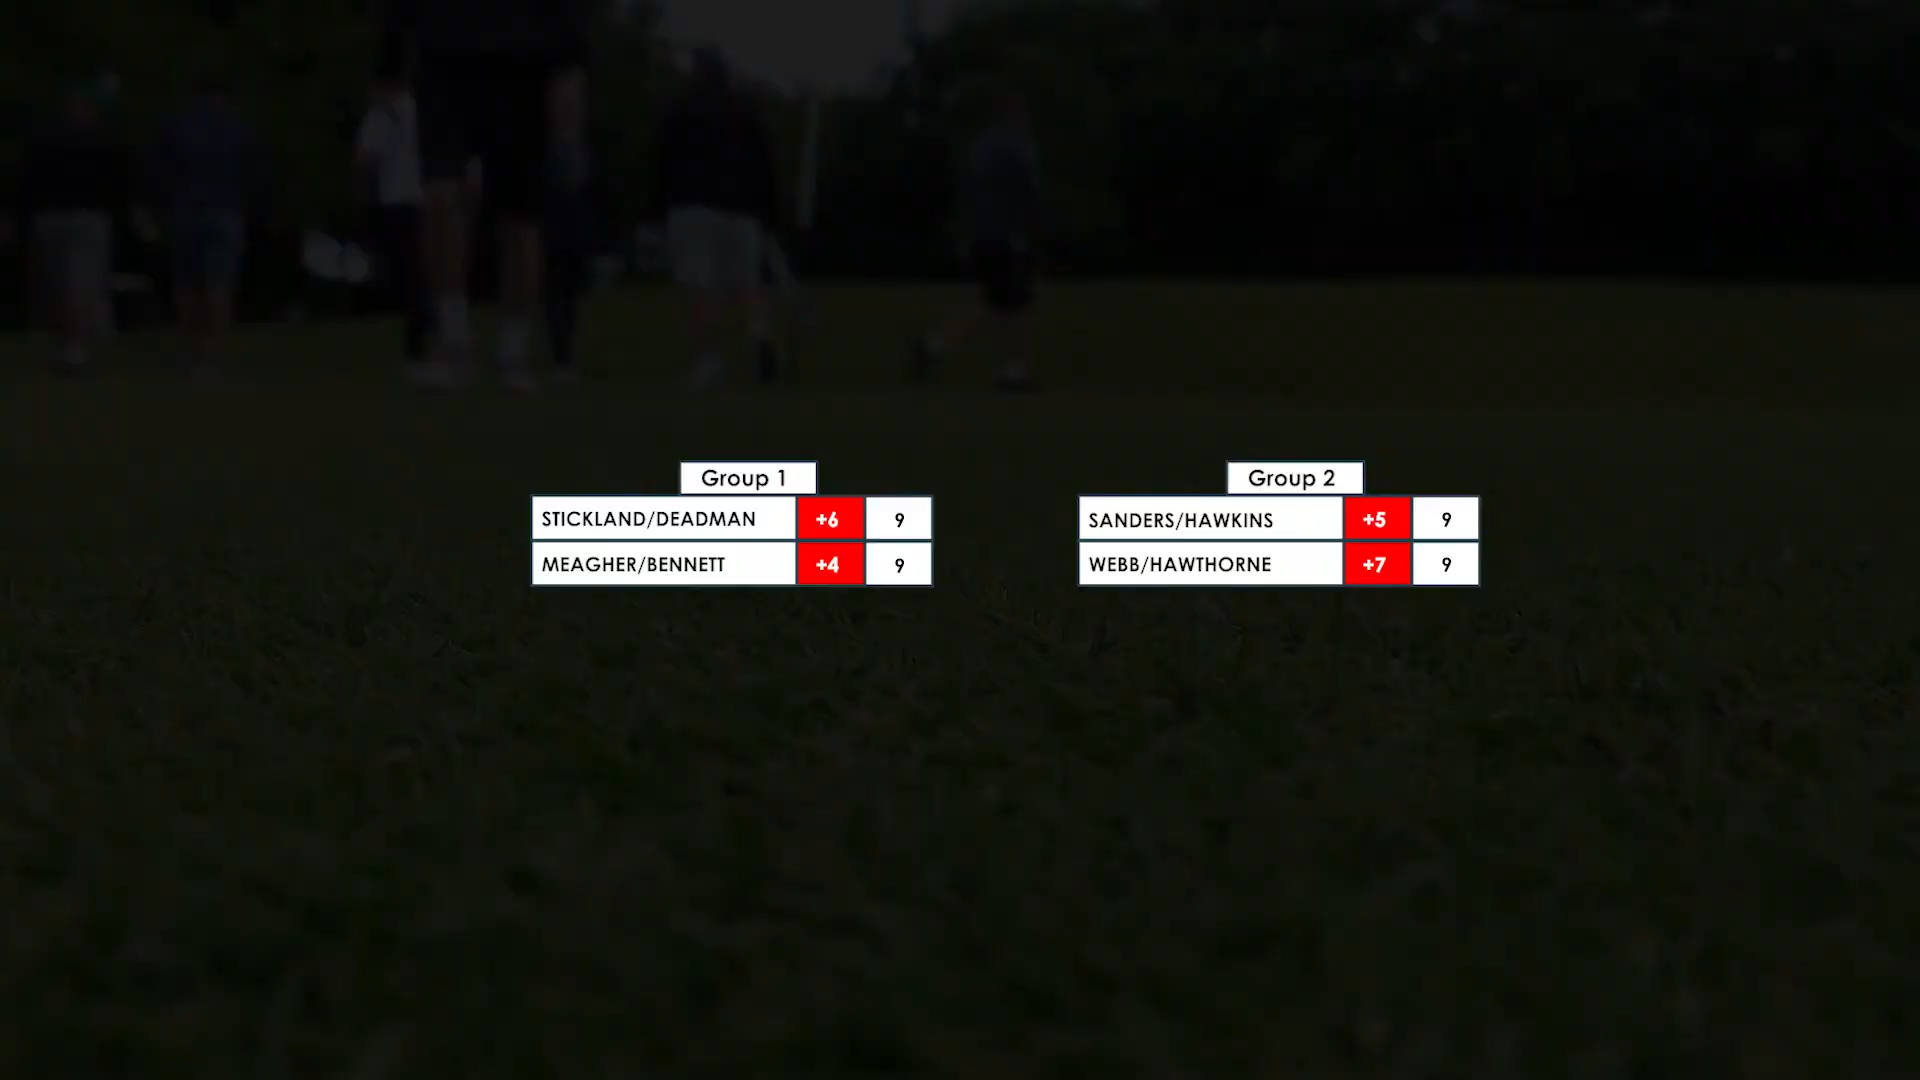 Group 1
STICKLAND/DEADMAN +6 9
MEAGHER/BENNETT +4 9
Group 2
SANDERS/HAWKINS +5 9
WEBB/HAWTHORNE +7 9